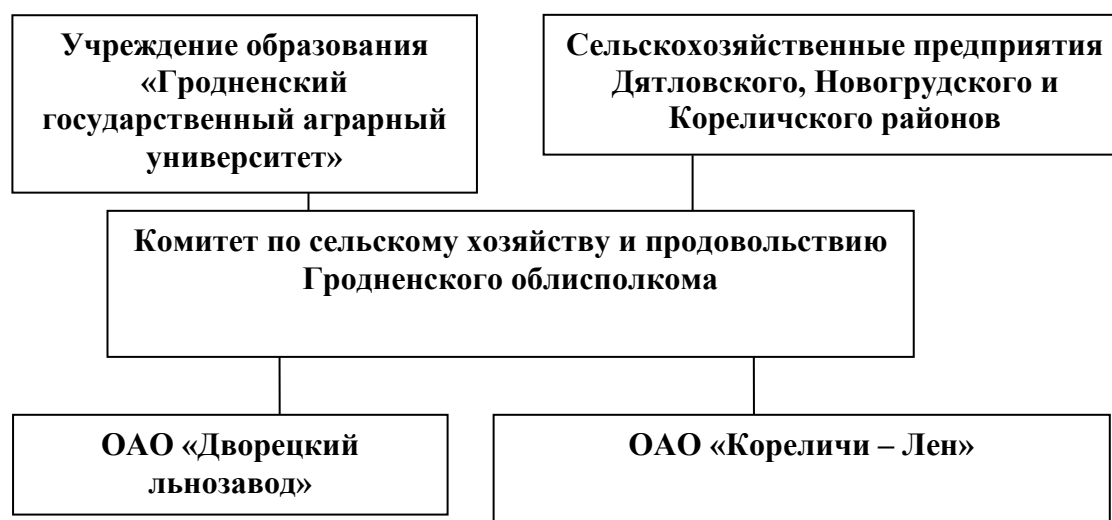 Учреждение образования
«Гродненский
государственный аграрный
университет»
Сельскохозяйственные предприятия
Дятловского, Новогрудского и
Кореличского районов
Комитет по сельскому хозяйству и продовольствию
Гродненского облисполкома
ОАО «Дворецкий
льнозавод»
ОАО «Кореличи – Лен»